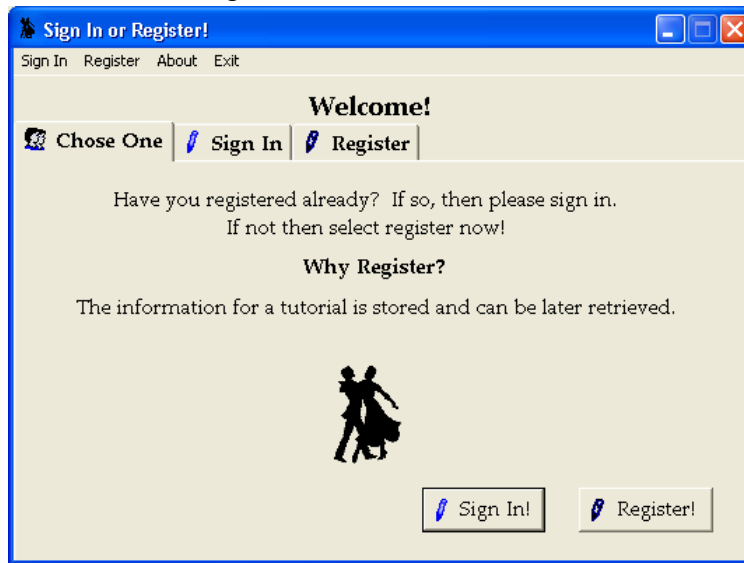 Sign In or Register!
Sign In Register About Exit
Welcome!
Chose One Sign In Register
Have you registered already? If so, then please sign in.
If not then select register now!
Why Register?
The information for a tutorial is stored and can be later retrieved.
Sign In! Register!